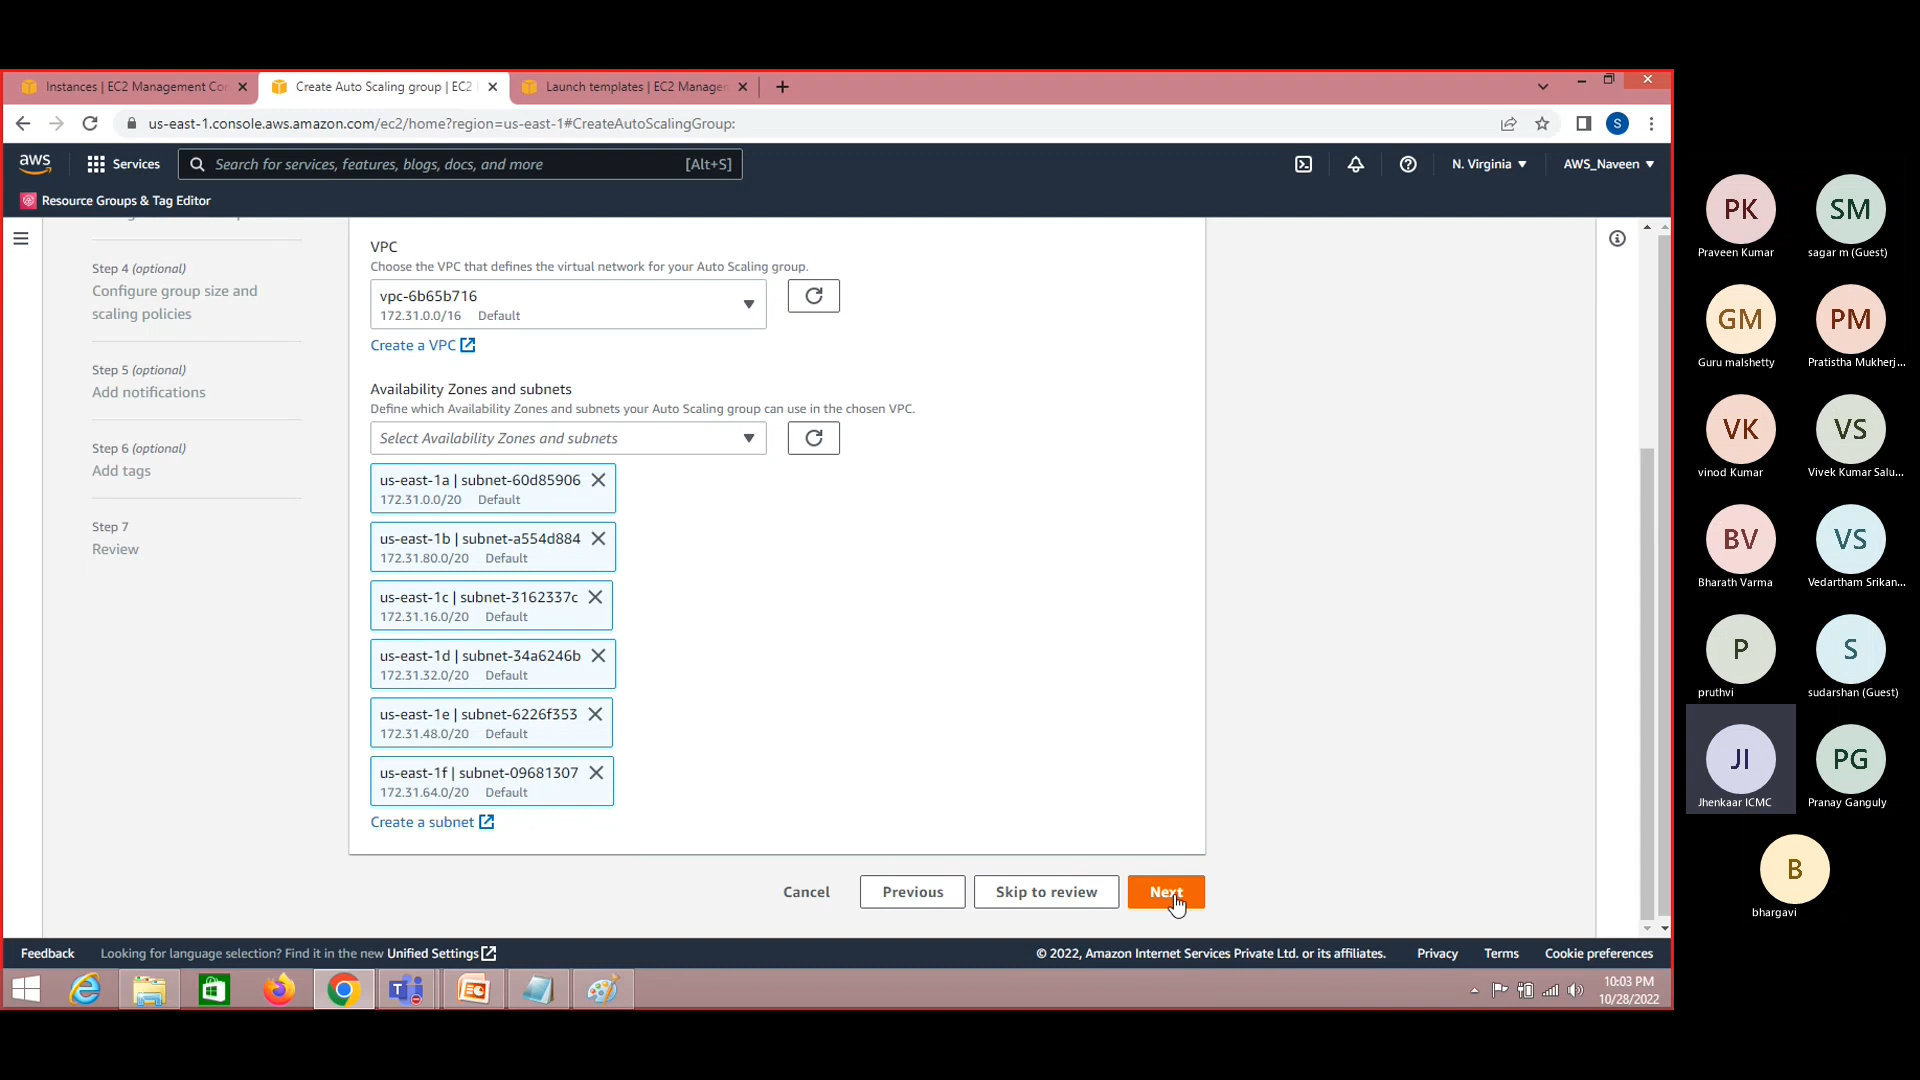 Instances | EC2 Management Co
Create Auto Scaling group | EC2
Launch templates | EC2 Manage
us-east-1.console.aws.amazon.com/ec2/home?region=us-east-1#CreateAutoScalingGroup:
S
aws
Services
Search for services, features, blogs, docs, and more
[Alt+S]
N. Virginia
AWS_Naveen
Resource Groups & Tag Editor
Step 4 (optional)
Configure group size and
scaling policies
Step 5 (optional)
Add notifications
Step 6 (optional)
Add tags
Step 7
Review
VPC
Choose the VPC that defines the virtual network for your Auto Scaling group.
vpc-6b65b716
172.31.0.0/16 Default
Create a VPC
Availability Zones and subnets
Define which Availability Zones and subnets your Auto Scaling group can use in the chosen VPC.
Select Availability Zones and subnets
us-east-1a | subnet-60d85906
172.31.0.0/20 Default
us-east-1b | subnet-a554d884
172.31.80.0/20 Default
us-east-1c | subnet-3162337c
172.31.16.0/20 Default
us-east-1d | subnet-34a6246b
172.31.32.0/20 Default
us-east-1e | subnet-6226f353
172.31.48.0/20 Default
us-east-1f | subnet-09681307
172.31.64.0/20 Default
Create a subnet
Cancel
Previous
Skip to review
Next
Feedback
Looking for language selection? Find it in the new Unified Settings
© 2022, Amazon Internet Services Private Ltd. or its affiliates.
Privacy
Terms
Cookie preferences
10:03 PM
10/28/2022
PK
Praveen Kumar
SM
sagar m (Guest)
GM
Guru malshetty
PM
Pratistha Mukherj...
VK
vinod Kumar
VS
Vivek Kumar Salu...
BV
Bharath Varma
VS
Vedartham Srikan...
P
pruthvi
S
sudarshan (Guest)
JI
Jhenkaar ICMC
PG
Pranay Ganguly
B
bhargavi